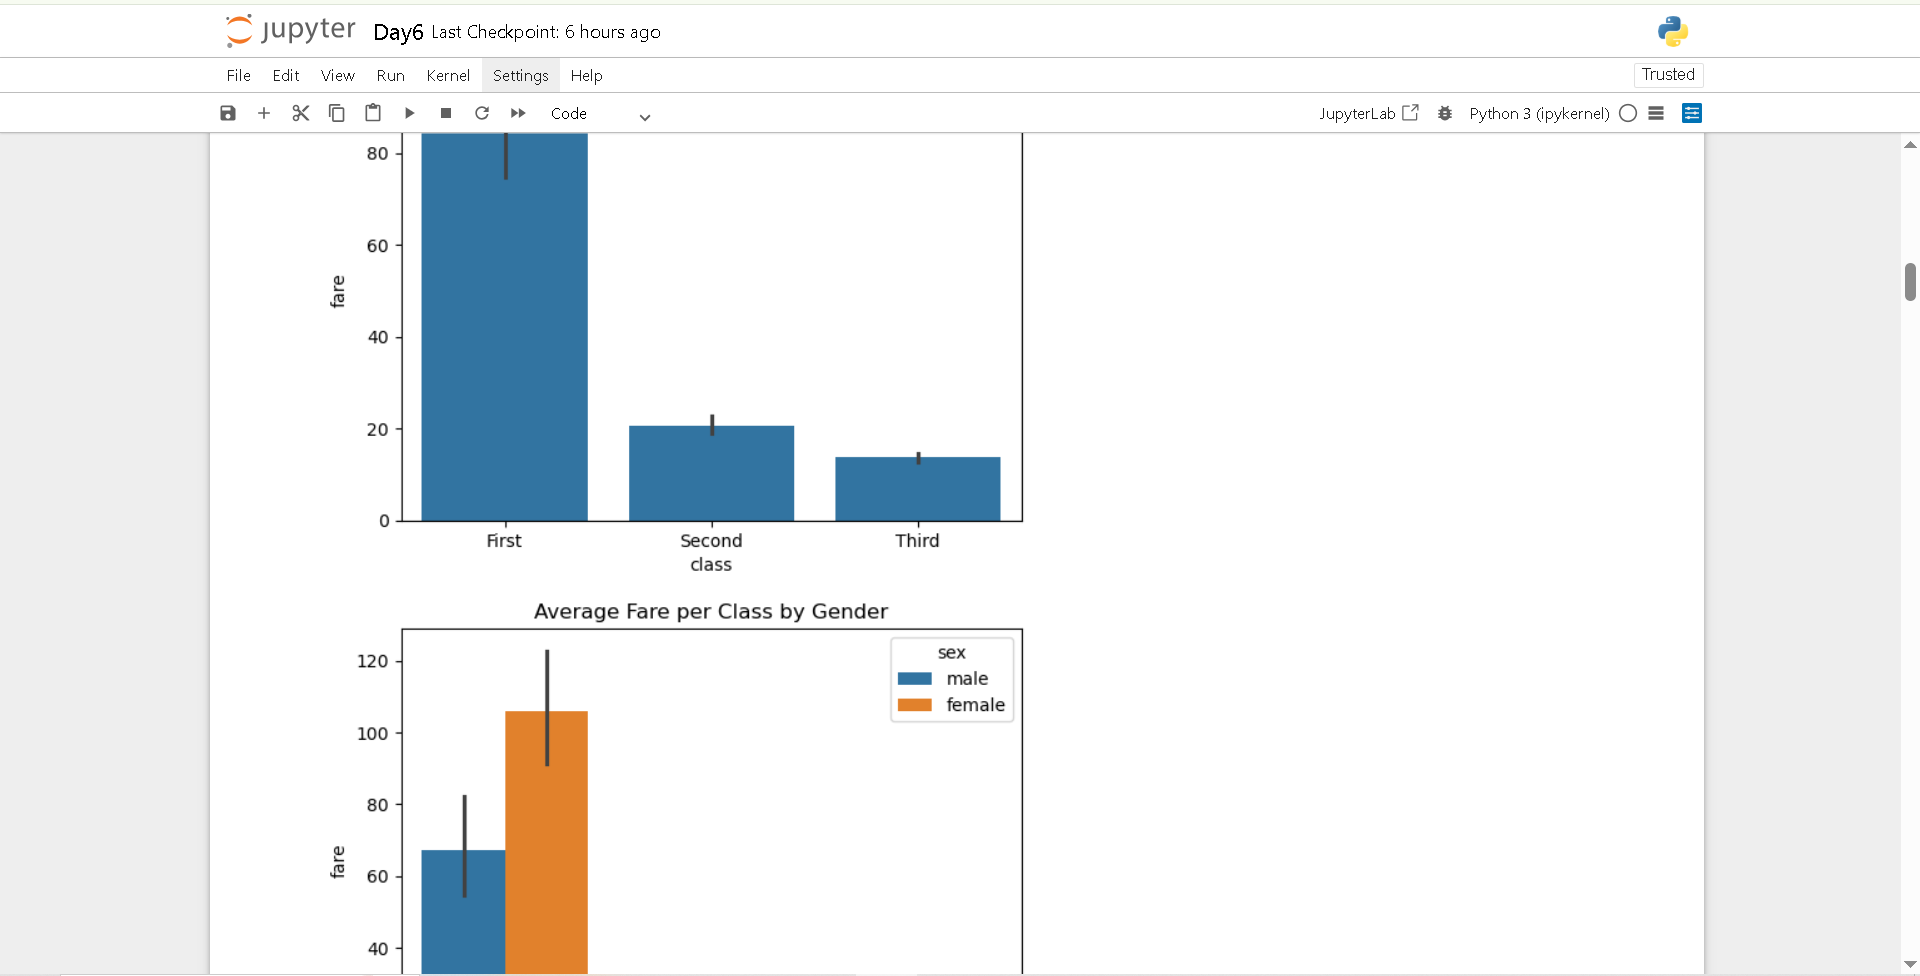 jupyter Day6 Last Checkpoint: 6 hours ago
File Edit View Run Kernel Settings Help Trusted
Code JupyterLab Python 3 (ipykernel)
80
60
fare
40
20
0
First Second Third
class
Average Fare per Class by Gender
120
sex
male
female
100
80
fare
60
40